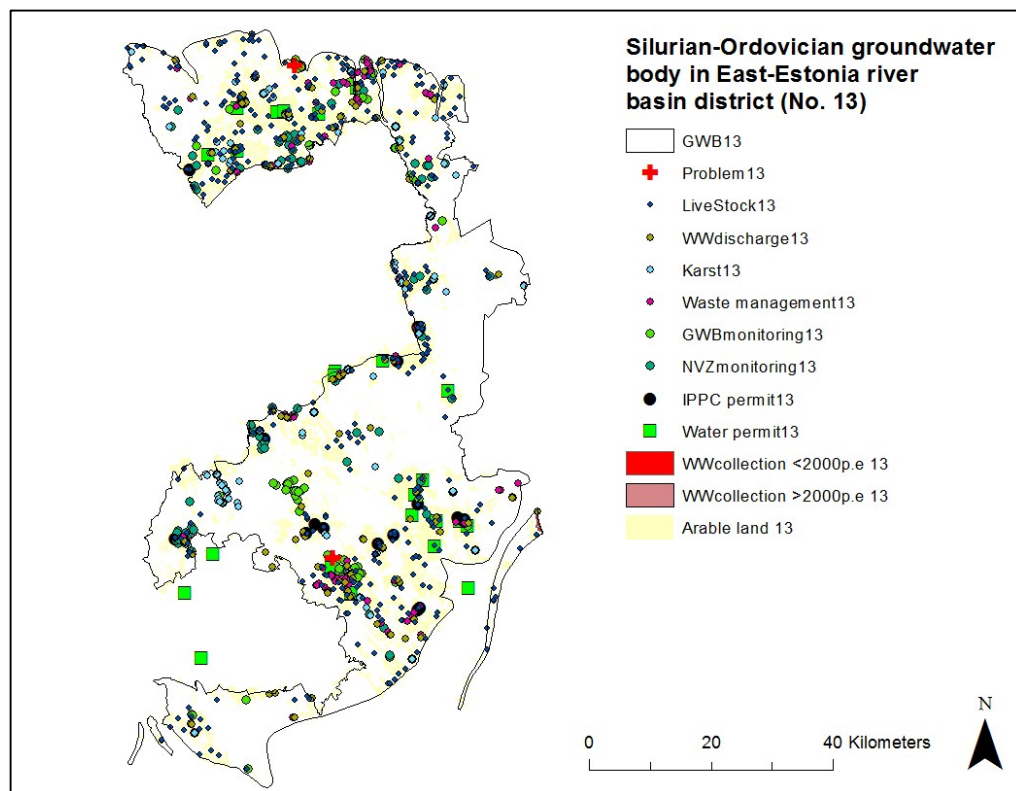 Silurian-Ordovician groundwater
body in East-Estonia river
basin district (No. 13)
GWB13
Problem13
LiveStock13
WWdischarge13
Karst13
Waste management13
GWBmonitoring13
NVZmonitoring13
IPPC permit13
Water permit13
WWcollection <2000p.e 13
WWcollection >2000p.e 13
Arable land 13
N
0 20 40 Kilometers